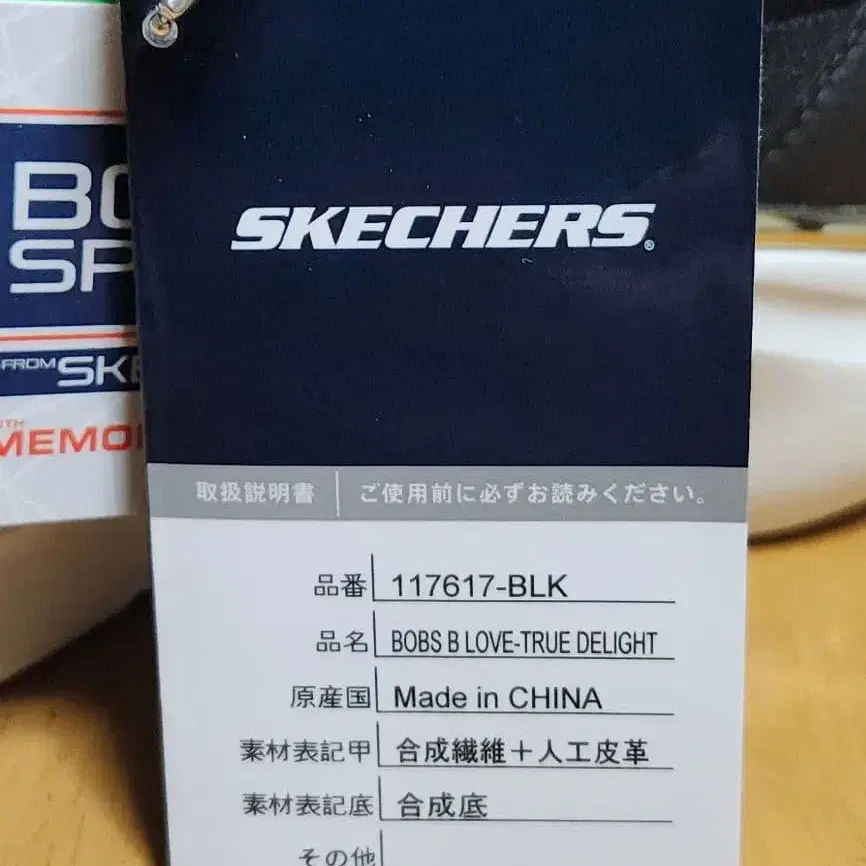 BO
SP
FROM SKE
MEMO
SKECHERS®
取扱説明書 ご使用前に必ずお読みください。
品番 117617-BLK
品名 BOBS B LOVE-TRUE DELIGHT
原産国 Made in CHINA
素材表記甲 合成繊維＋人工皮革
素材表記底 合成底
その他